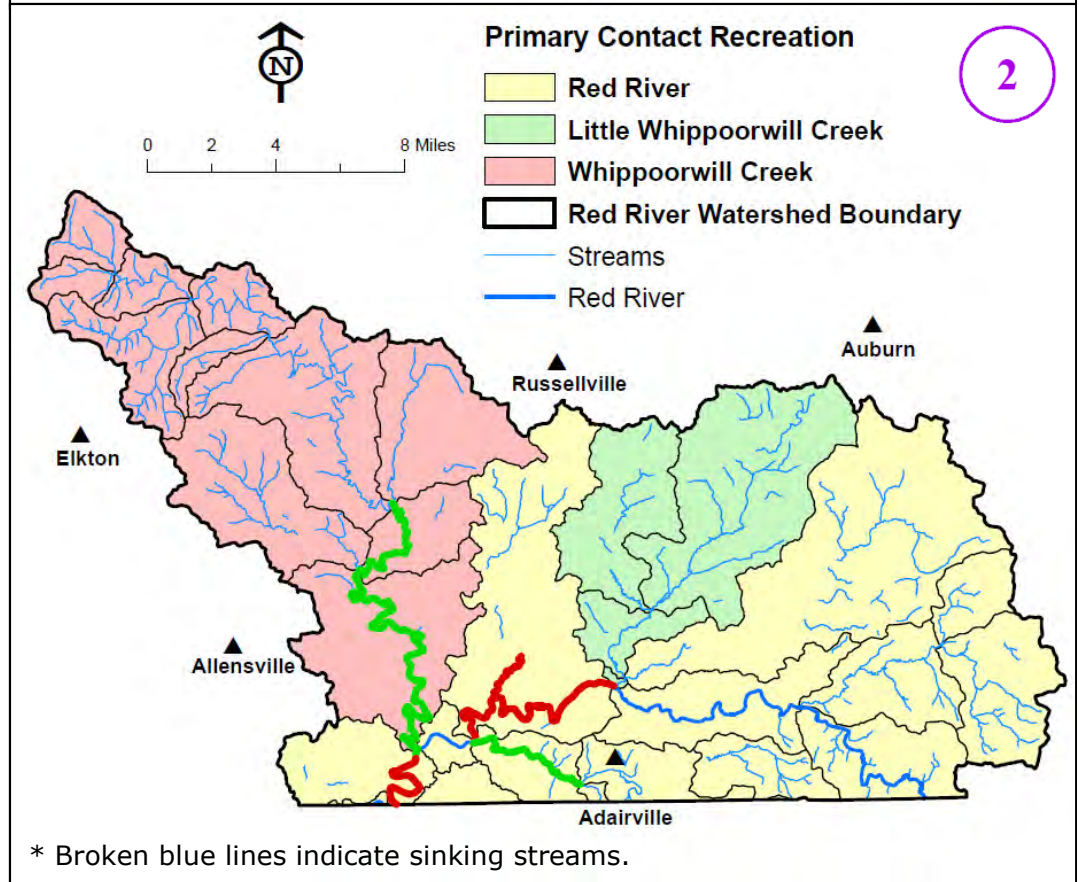 N
0 2 4 8 Miles
Primary Contact Recreation
2
Red River
Little Whippoorwill Creek
Whippoorwill Creek
Red River Watershed Boundary
Streams
Red River
Auburn
Russellville
Elkton
Allensville
Adairville
* Broken blue lines indicate sinking streams.